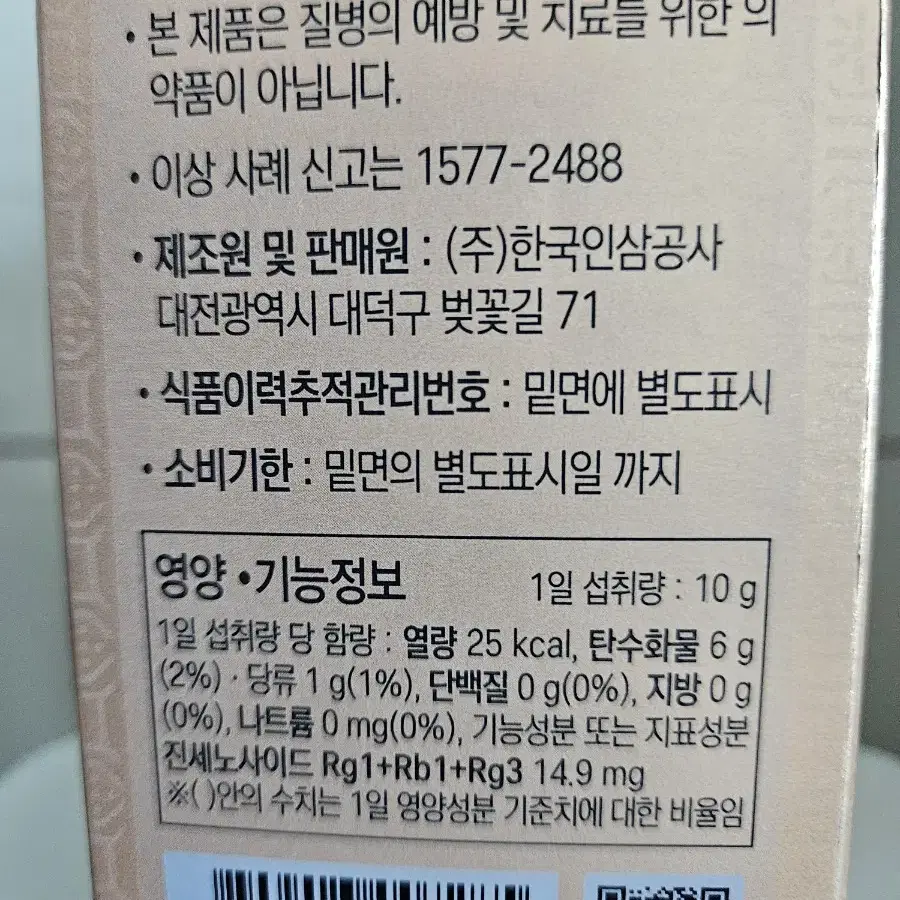 • 본 제품은 질병의 예방 및 치료를 위한 의
약품이 아닙니다.
• 이상 사례 신고는 1577-2488
• 제조원 및 판매원 : (주)한국인삼공사
대전광역시 대덕구 벚꽃길 71
• 식품이력추적관리번호 : 밑면에 별도표시
• 소비기한 : 밑면의 별도표시일 까지
영양 •기능정보 1일 섭취량 : 10 g
1일 섭취량 당 함량 : 열량 25 kcal, 탄수화물 6 g
(2%) · 당류 1 g(1%), 단백질 0 g(0%), 지방 0 g
(0%), 나트륨 0 mg(0%), 기능성분 또는 지표성분
진세노사이드 Rg1+Rb1+Rg3 14.9 mg
※( )안의 수치는 1일 영양성분 기준치에 대한 비율임